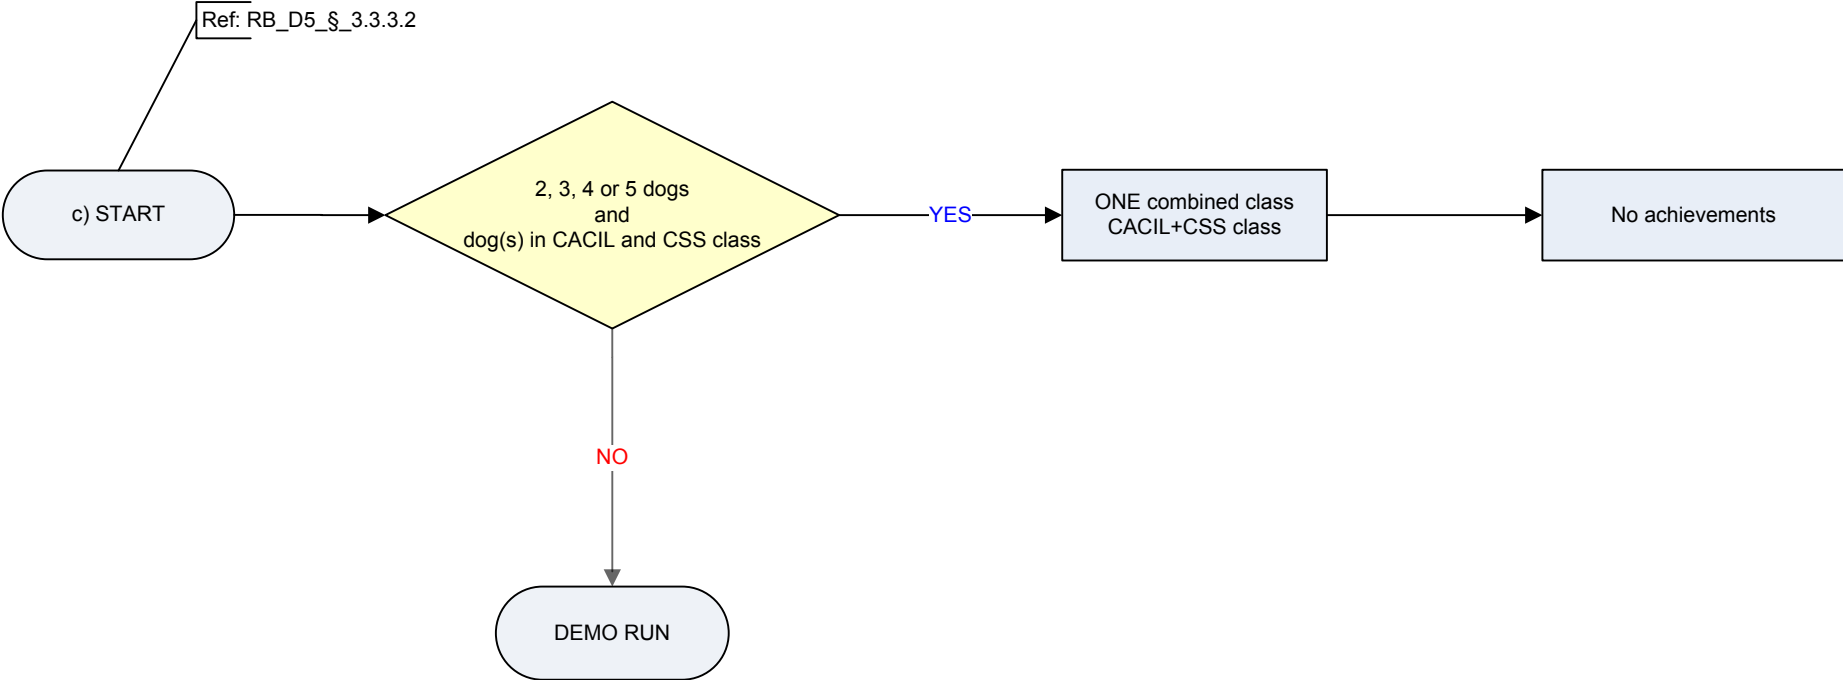 Ref: RB_D5_§_3.3.3.2
c) START
2, 3, 4 or 5 dogs
and
dog(s) in CACIL and CSS class
YES
ONE combined class
CACIL+CSS class
No achievements
NO
DEMO RUN